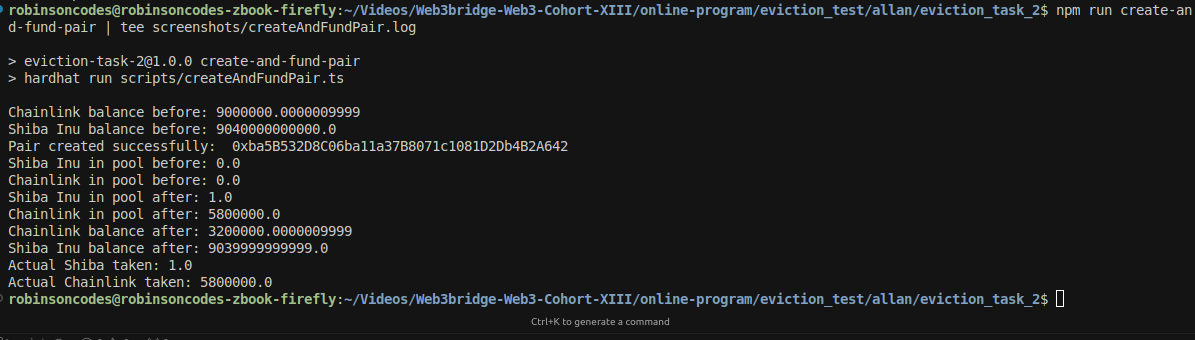 robinsoncodes@robinsoncodes-zbook-firefly:~/Videos/Web3bridge-Web3-Cohort-XIII/online-program/eviction_test/allan/eviction_task_2$ npm run create-an
d-fund-pair | tee screenshots/createAndFundPair.log
> eviction-task-2@1.0.0 create-and-fund-pair
> hardhat run scripts/createAndFundPair.ts
Chainlink balance before: 9000000.0000009999
Shiba Inu balance before: 9040000000000.0
Pair created successfully:  0xba5B532D8C06ba11a37B8071c1081D2Db4B2A642
Shiba Inu in pool before: 0.0
Chainlink in pool before: 0.0
Shiba Inu in pool after: 1.0
Chainlink in pool after: 5800000.0
Chainlink balance after: 3200000.0000009999
Shiba Inu balance after: 9039999999999.0
Actual Shiba taken: 1.0
Actual Chainlink taken: 5800000.0
robinsoncodes@robinsoncodes-zbook-firefly:~/Videos/Web3bridge-Web3-Cohort-XIII/online-program/eviction_test/allan/eviction_task_2$
Ctrl+K to generate a command